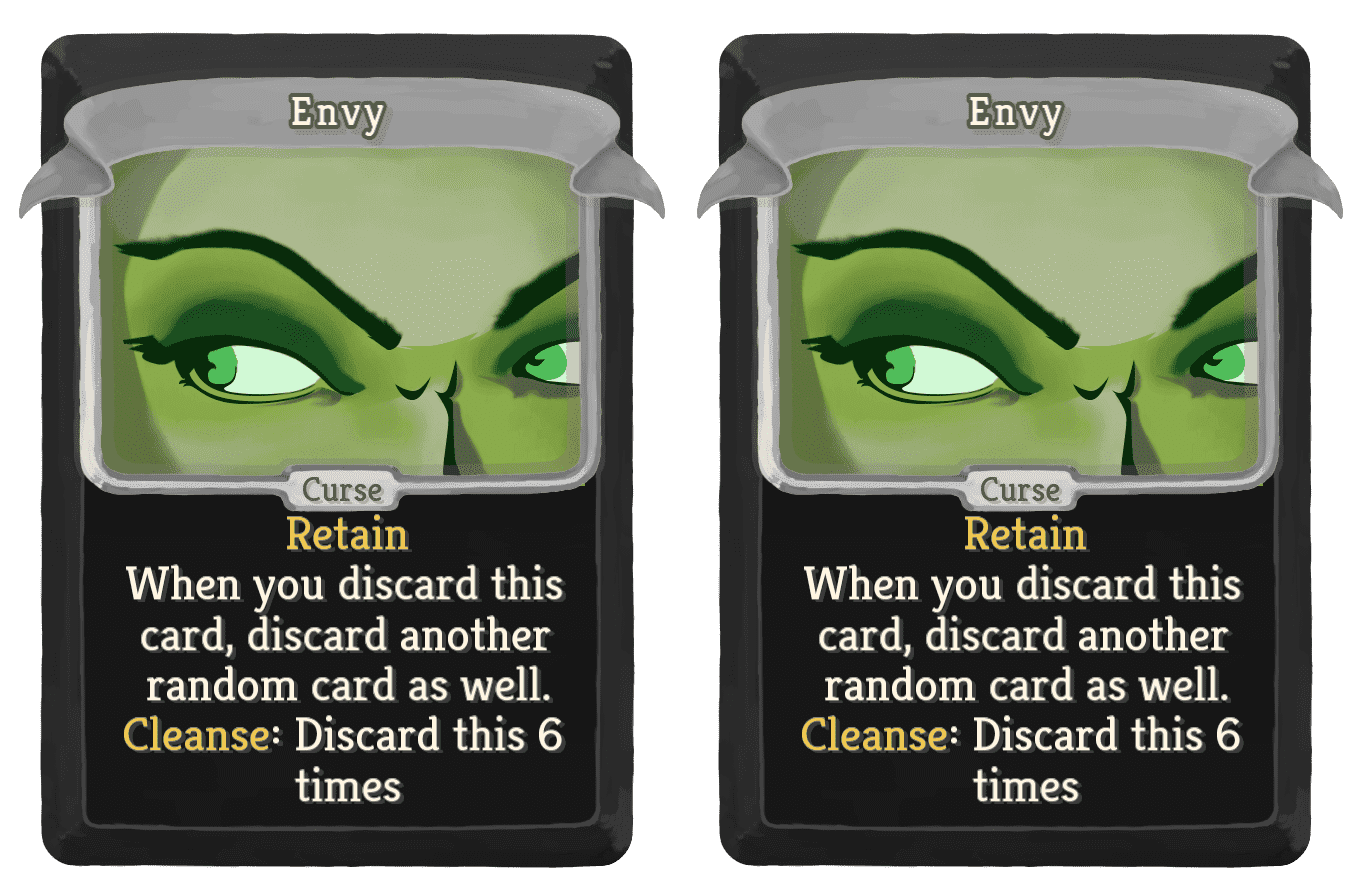 Envy
Curse
Retain
When you discard this
card, discard another
random card as well.
Cleanse: Discard this 6
times
Envy
Curse
Retain
When you discard this
card, discard another
random card as well.
Cleanse: Discard this 6
times